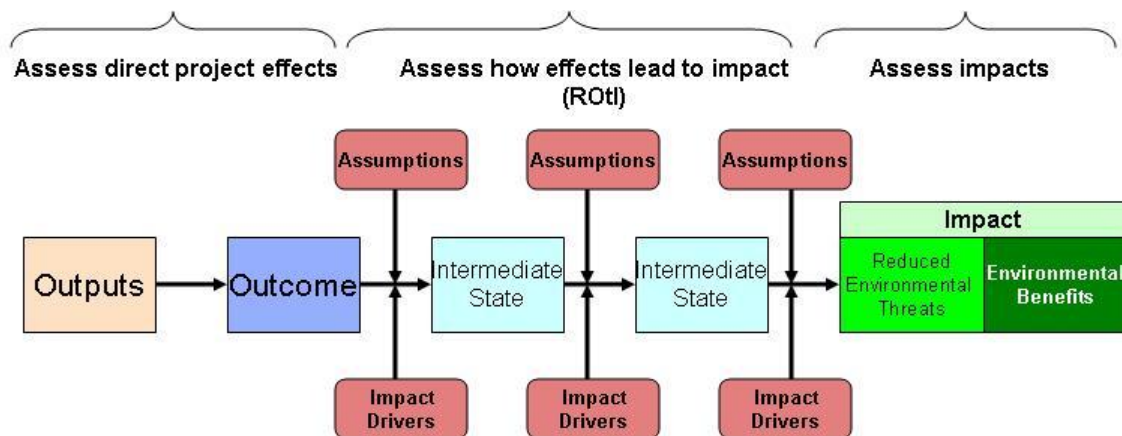 Assess direct project effects
Assess how effects lead to impact
(ROtI)
Assess impacts
Assumptions
Assumptions
Assumptions
Outputs
Outcome
Intermediate
State
Intermediate
State
Impact
Reduced
Environmental
Threats
Environmental
Benefits
Impact
Drivers
Impact
Drivers
Impact
Drivers